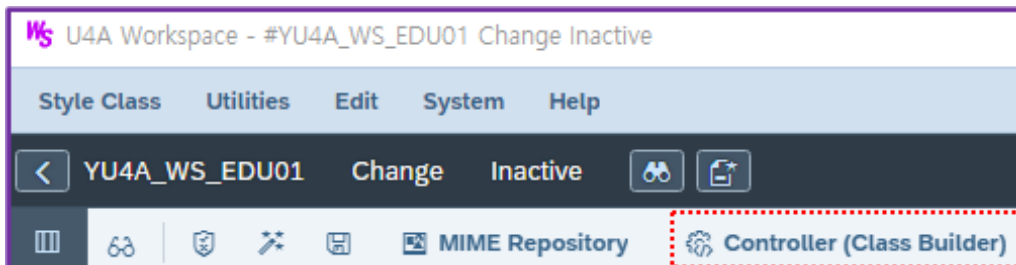 WS U4A Workspace - #YU4A_WS_EDU01 Change Inactive
Style Class Utilities Edit System Help
YU4A_WS_EDU01 Change Inactive
MIME Repository Controller (Class Builder)